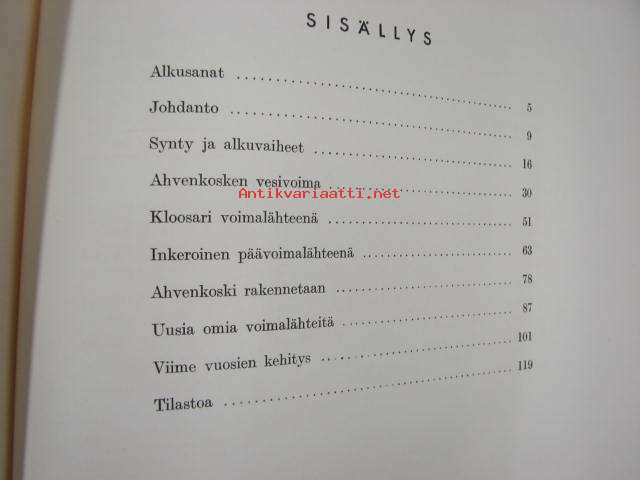 SISÄLLYS
Alkusanat 5
Johdanto 9
Synty ja alkuvaiheet 16
Ahvenkosken vesivoima 30
Antikvariaatti.net
Kloosari voimalähteenä 51
Inkeroinen päävoimalähteenä 63
Ahvenkoski rakennetaan 78
Uusia omia voimalähteitä 87
Viime vuosien kehitys 101
Tilastoa 119